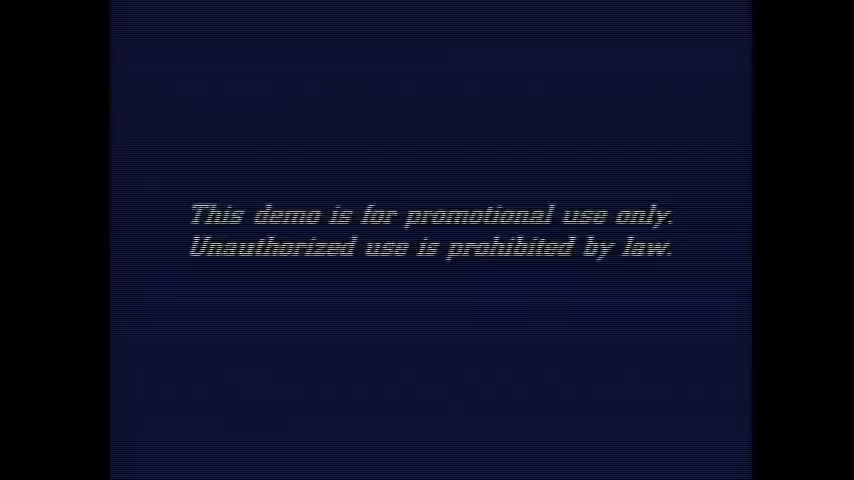 This demo is for promotional use only.
Unauthorized use is prohibited by law.